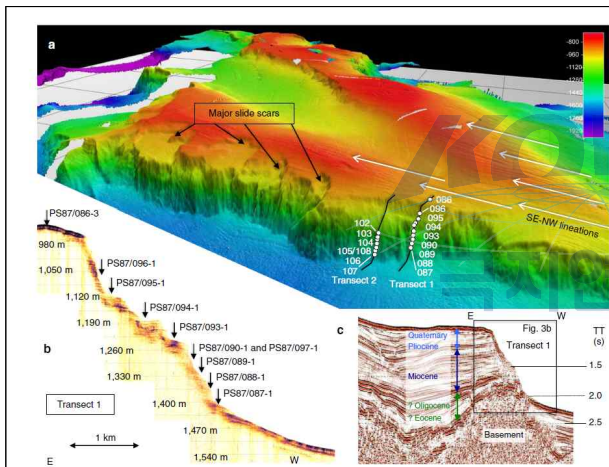 a
-800
-960
-1120
-1280
-1440
-1600
-1760
-1920
Major slide scars
SE-NW lineations
066
096
095
094
093
090
089
088
087
Transect 1
102
103
104
105/108
106
107
Transect 2
PS87/086-3
PS87/096-1
PS87/095-1
PS87/094-1
PS87/093-1
PS87/090-1 and PS87/097-1
PS87/089-1
PS87/088-1
PS87/087-1
980 m
1,050 m
1,120 m
1,190 m
1,260 m
1,330 m
1,400 m
1,470 m
1,540 m
b
Transect 1
1 km
E
W
c
E
W
Fig. 3b
Transect 1
TT
(s)
Quaternary
Pliocene
Miocene
? Oligocene
? Eocene
Basement
1.5
2.0
2.5